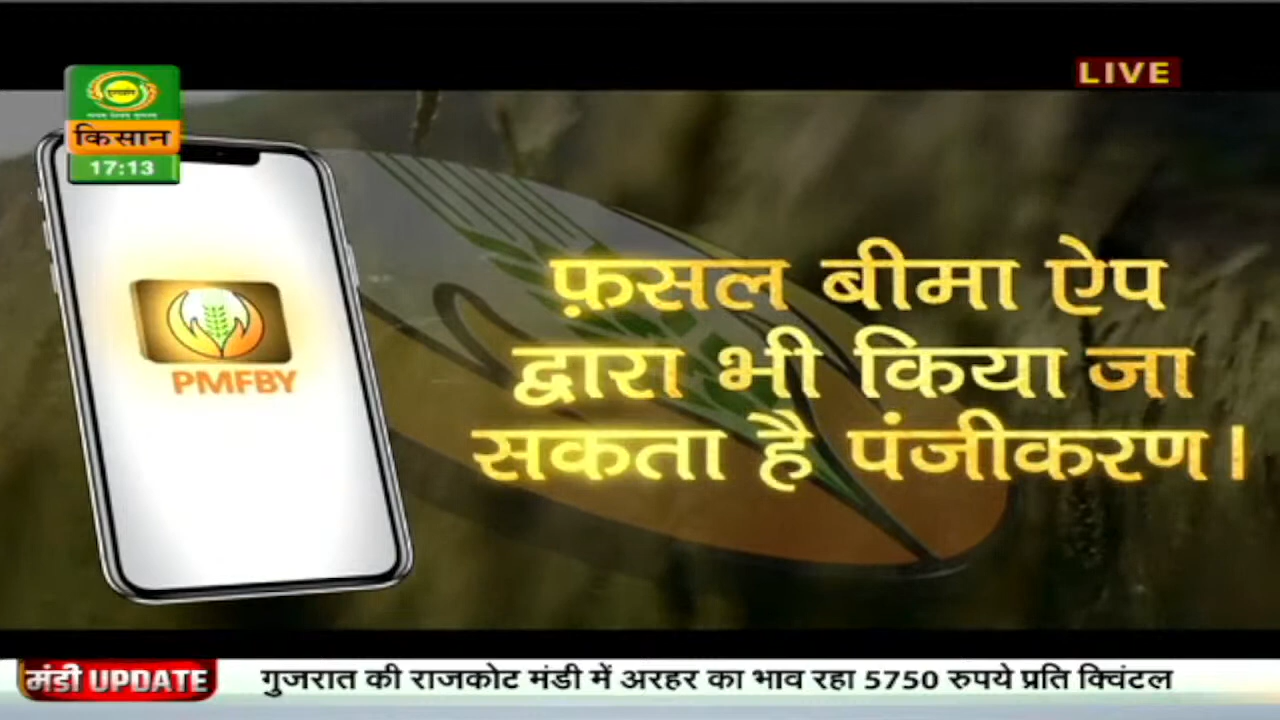 LIVE
किसान
17:13
फ़सल बीमा ऐप
द्वारा भी किया जा
सकता है पंजीकरण।
PMFBY
मंडी UPDATE
गुजरात की राजकोट मंडी में अरहर का भाव रहा 5750 रुपये प्रति क्विंटल